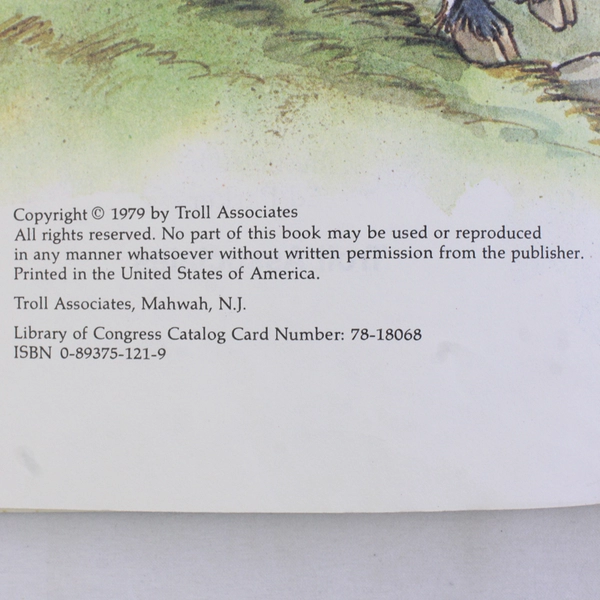 Copyright © 1979 by Troll Associates
All rights reserved. No part of this book may be used or reproduced
in any manner whatsoever without written permission from the publisher.
Printed in the United States of America.
Troll Associates, Mahwah, N.J.
Library of Congress Catalog Card Number: 78-18068
ISBN 0-89375-121-9